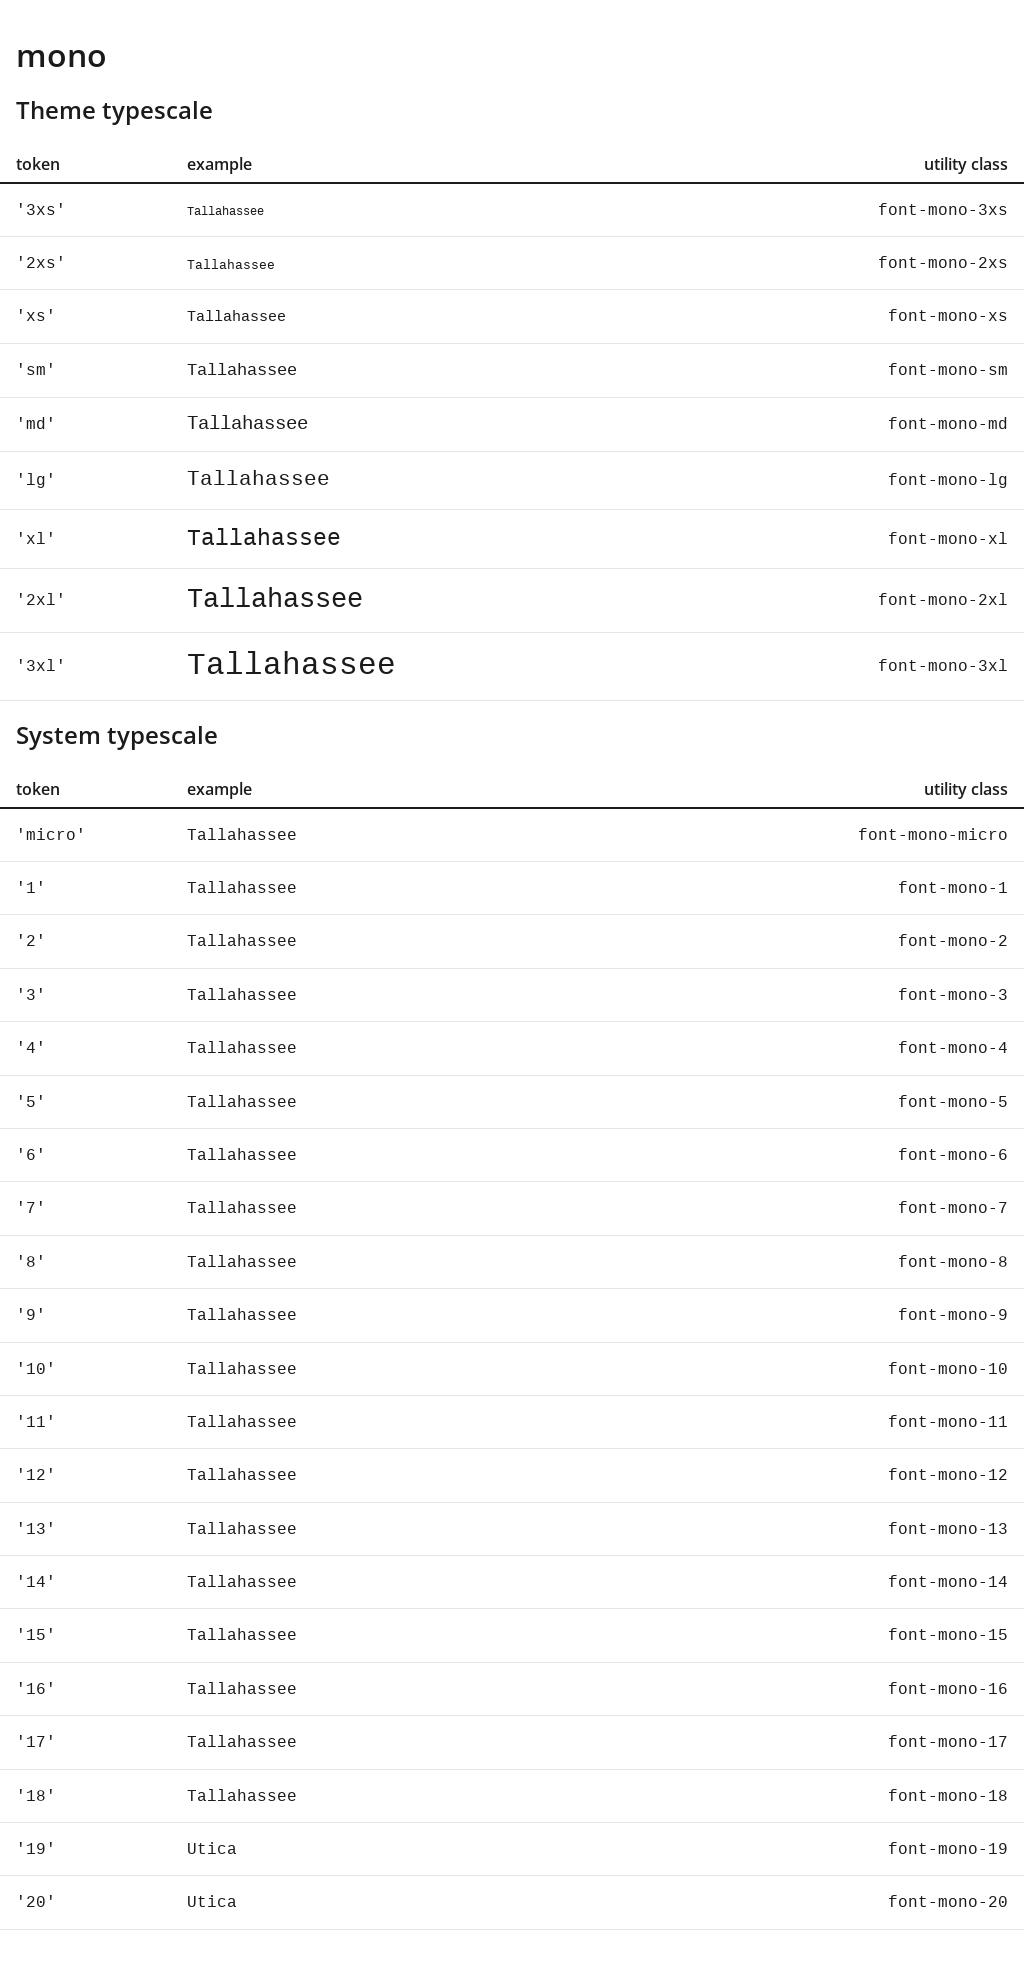 mono
Theme typescale
token example utility class
'3xs' Tallahassee font-mono-3xs
'2xs' Tallahassee font-mono-2xs
'xs' Tallahassee font-mono-xs
'sm' Tallahassee font-mono-sm
'md' Tallahassee font-mono-md
'lg' Tallahassee font-mono-lg
'xl' Tallahassee font-mono-xl
'2xl' Tallahassee font-mono-2xl
'3xl' Tallahassee font-mono-3xl
System typescale
token example utility class
'micro' Tallahassee font-mono-micro
'1' Tallahassee font-mono-1
'2' Tallahassee font-mono-2
'3' Tallahassee font-mono-3
'4' Tallahassee font-mono-4
'5' Tallahassee font-mono-5
'6' Tallahassee font-mono-6
'7' Tallahassee font-mono-7
'8' Tallahassee font-mono-8
'9' Tallahassee font-mono-9
'10' Tallahassee font-mono-10
'11' Tallahassee font-mono-11
'12' Tallahassee font-mono-12
'13' Tallahassee font-mono-13
'14' Tallahassee font-mono-14
'15' Tallahassee font-mono-15
'16' Tallahassee font-mono-16
'17' Tallahassee font-mono-17
'18' Tallahassee font-mono-18
'19' Utica font-mono-19
'20' Utica font-mono-20